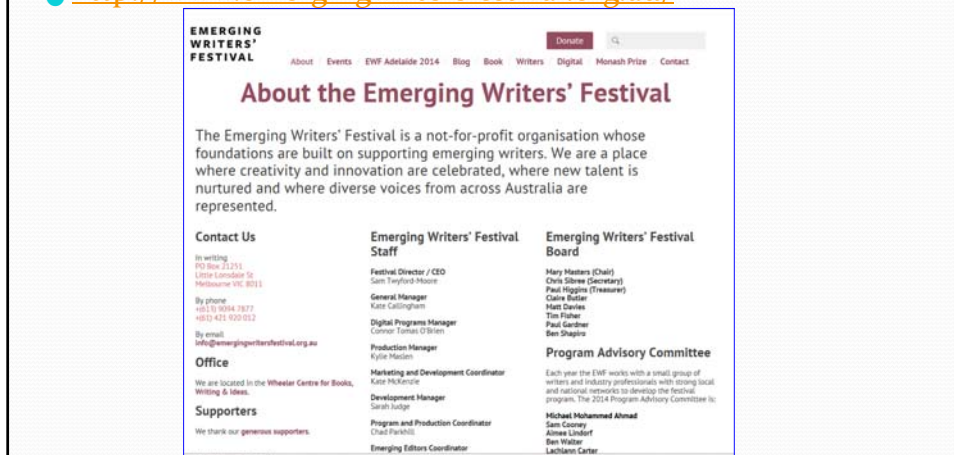 EMERGING
WRITERS'
FESTIVAL
Donate
About Events EWF Adelaide 2014 Blog Book Writers Digital Monash Prize Contact
About the Emerging Writers' Festival
The Emerging Writers' Festival is a not-for-profit organisation whose
foundations are built on supporting emerging writers. We are a place
where creativity and innovation are celebrated, where new talent is
nurtured and where diverse voices from across Australia are
represented.
Contact Us
In writing
PO Box 21251
Little Lonsdale St
Melbourne VIC 8011
By phone
+(613) 9094 7877
+(61) 421 920 012
By email
info@emergingwritersfestival.org.au
Office
We are located in the Wheeler Centre for Books,
Writing & Ideas.
Supporters
We thank our generous supporters.
Emerging Writers' Festival
Staff
Festival Director / CEO
Sam Twyford-Moore
General Manager
Kate Callingham
Digital Programs Manager
Connor Tomas O'Brien
Production Manager
Kylie Maslen
Marketing and Development Coordinator
Kate McKenzie
Development Manager
Sarah Judge
Program and Production Coordinator
Chad Parkhill
Emerging Editors Coordinator
Emerging Writers' Festival
Board
Mary Masters (Chair)
Chris Sibree (Secretary)
Paul Higgins (Treasurer)
Claire Butler
Matt Davies
Tim Fisher
Paul Gardner
Ben Shapiro
Program Advisory Committee
Each year the EWF works with a small group of
writers and industry professionals with strong local
and national networks to develop the festival
program. The 2014 Program Advisory Committee is:
Michael Mohammed Ahmad
Sam Cooney
Aimee Lindorf
Ben Walter
Lachlann Carter